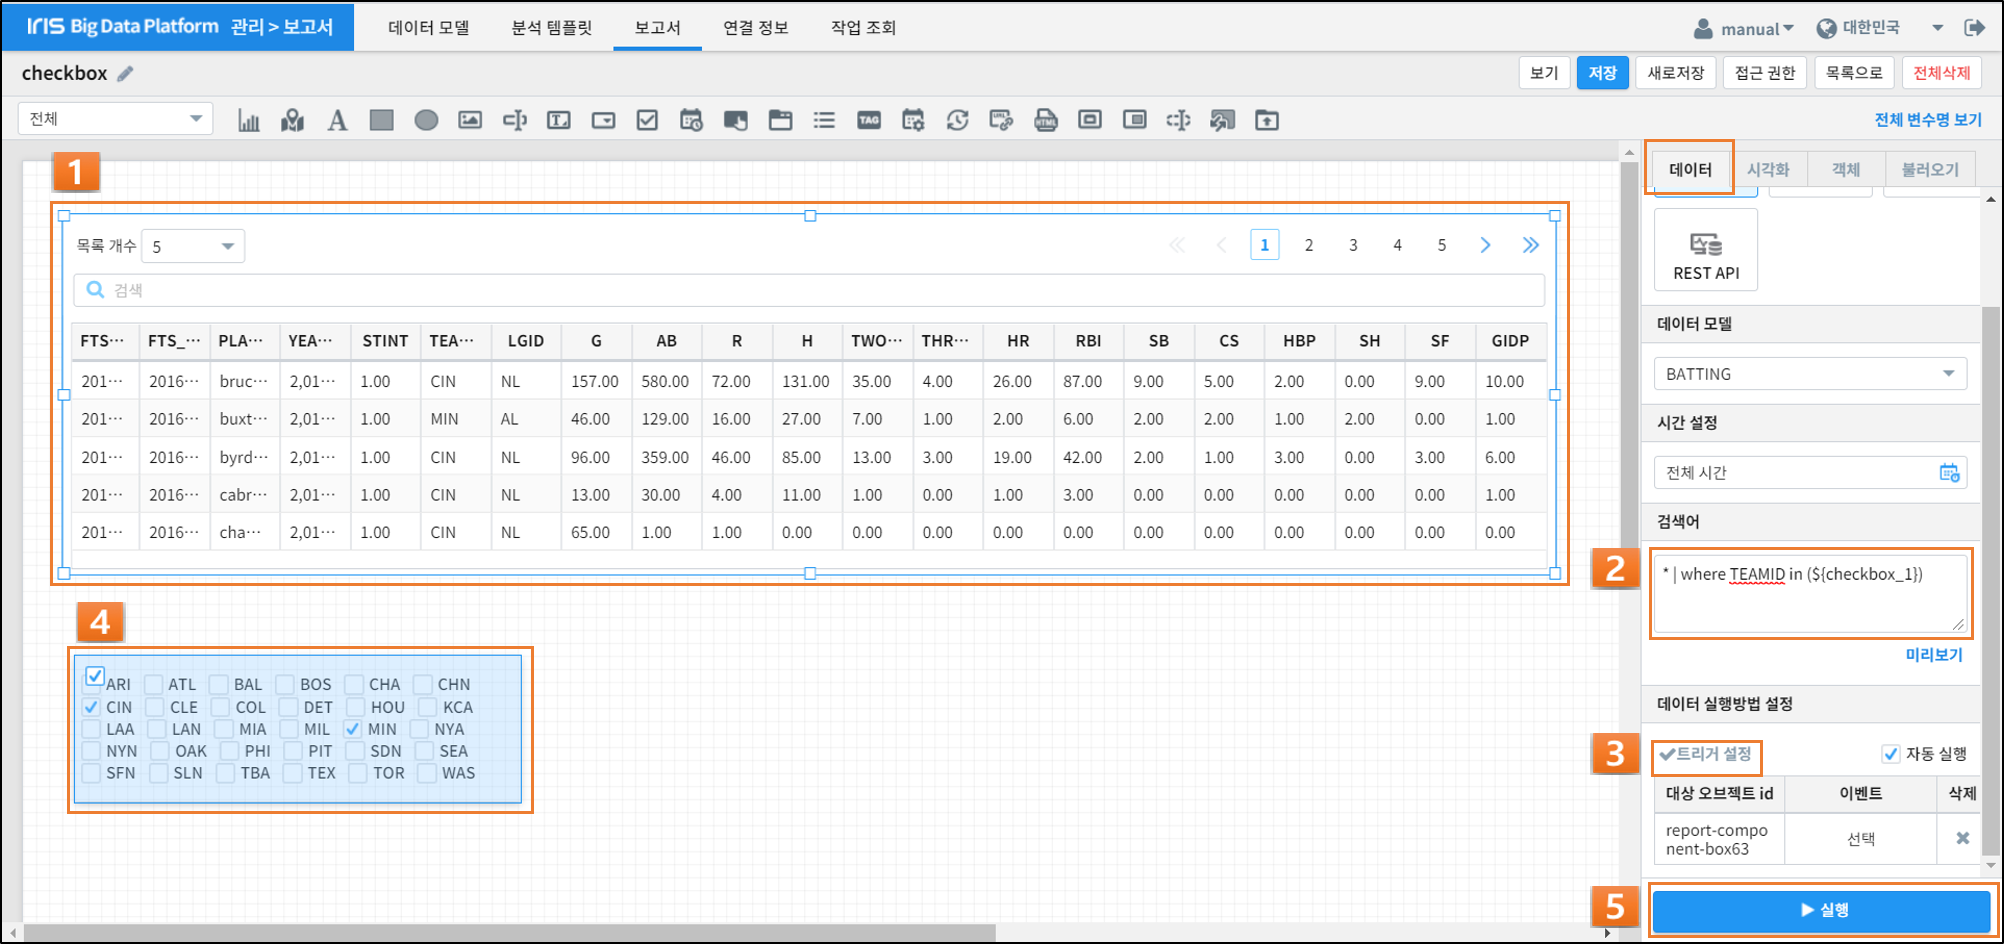 IRIS Big Data Platform 관리 > 보고서 데이터 모델 분석 템플릿 보고서 연결 정보 작업 조회 manual 대한민국
checkbox 보기 저장 새로저장 접근 권한 목록으로 전체삭제
전체 A T TAG URL HTML 전체 변수명 보기
1
데이터 시각화 객체 불러오기
목록 개수 5 1 2 3 4 5
검색
REST API
FTS··· FTS_··· PLA··· YEA··· STINT TEA··· LGID G AB R H TWO··· THR··· HR RBI SB CS HBP SH SF GIDP
201··· 2016··· bruc··· 2,01··· 1.00 CIN NL 157.00 580.00 72.00 131.00 35.00 4.00 26.00 87.00 9.00 5.00 2.00 0.00 9.00 10.00
201··· 2016··· buxt··· 2,01··· 1.00 MIN AL 46.00 129.00 16.00 27.00 7.00 1.00 2.00 6.00 2.00 2.00 1.00 2.00 0.00 1.00
201··· 2016··· byrd··· 2,01··· 1.00 CIN NL 96.00 359.00 46.00 85.00 13.00 3.00 19.00 42.00 2.00 1.00 3.00 0.00 3.00 6.00
201··· 2016··· cabr··· 2,01··· 1.00 CIN NL 13.00 30.00 4.00 11.00 1.00 0.00 1.00 3.00 0.00 0.00 0.00 0.00 0.00 1.00
201··· 2016··· cha··· 2,01··· 1.00 CIN NL 65.00 1.00 1.00 0.00 0.00 0.00 0.00 0.00 0.00 0.00 0.00 0.00 0.00 0.00
데이터 모델
BATTING
시간 설정
전체 시간
검색어
2
* | where TEAMID in (${checkbox_1})
미리보기
4
ARI ATL BAL BOS CHA CHN
CIN CLE COL DET HOU KCA
LAA LAN MIA MIL MIN NYA
NYN OAK PHI PIT SDN SEA
SFN SLN TBA TEX TOR WAS
데이터 실행방법 설정
3
트리거 설정 자동 실행
대상 오브젝트 id 이벤트 삭제
report-compo
nent-box63 선택
5
실행